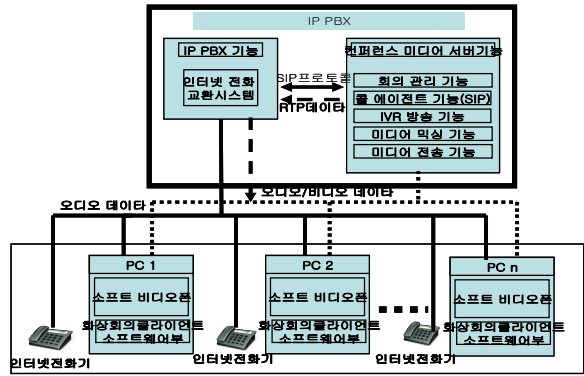 IP PBX
IP PBX 기능
인터넷 전화
교환시스템
SIP프로토콜
RTP데이타
컨퍼런스 미디어 서버기능
회의 관리 기능
콜 에이전트 기능(SIP)
IVR 방송 기능
미디어 믹싱 기능
미디어 전송 기능
오디오/비디오 데이타
오디오 데이타
PC 1
소프트 비디오폰
화상회의클라이언트
소프트웨어부
PC 2
소프트 비디오폰
화상회의클라이언트
소프트웨어부
PC n
소프트 비디오폰
화상회의클라이언트
소프트웨어부
인터넷전화기
인터넷전화기
인터넷전화기